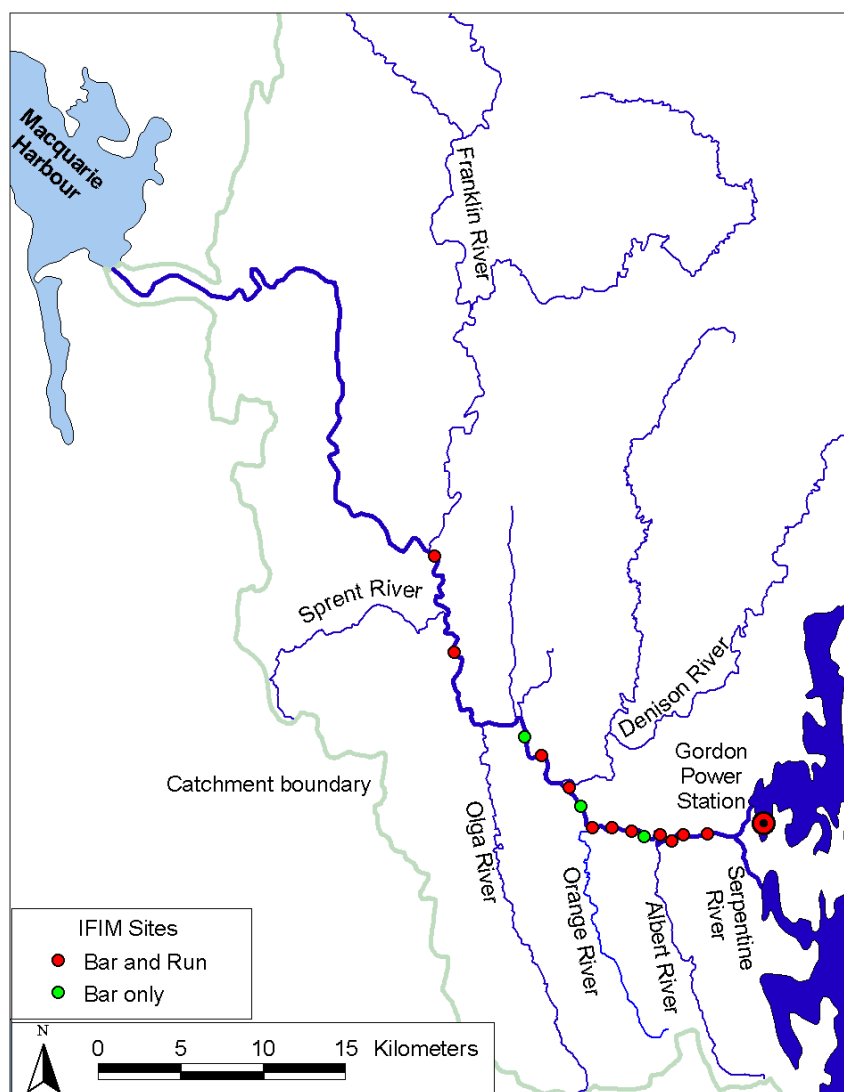 Macquarie
Harbour
Franklin River
Sprent River
Denison River
Catchment boundary
Gordon
Power
Station
Olga River
Orange River
Albert River
Serpentine
River
IFIM Sites
Bar and Run
Bar only
N
0 5 10 15 Kilometers